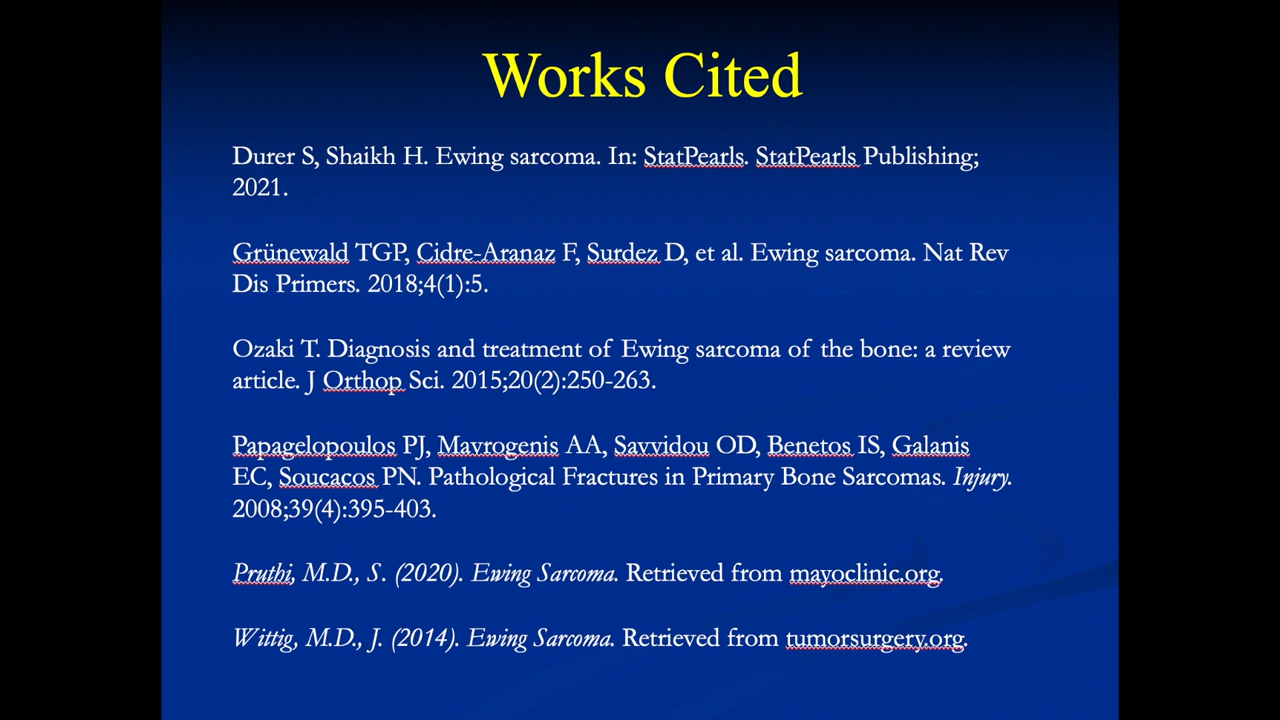 Works Cited
Durer S, Shaikh H. Ewing sarcoma. In: StatPearls. StatPearls Publishing;
2021.
Grünewald TGP, Cidre-Aranaz F, Surdez D, et al. Ewing sarcoma. Nat Rev
Dis Primers. 2018;4(1):5.
Ozaki T. Diagnosis and treatment of Ewing sarcoma of the bone: a review
article. J Orthop Sci. 2015;20(2):250-263.
Papagelopoulos PJ, Mavrogenis AA, Savvidou OD, Benetos IS, Galanis
EC, Soucacos PN. Pathological Fractures in Primary Bone Sarcomas. Injury.
2008;39(4):395-403.
Pruthi, M.D., S. (2020). Ewing Sarcoma. Retrieved from mayoclinic.org.
Wittig, M.D., J. (2014). Ewing Sarcoma. Retrieved from tumorsurgery.org.